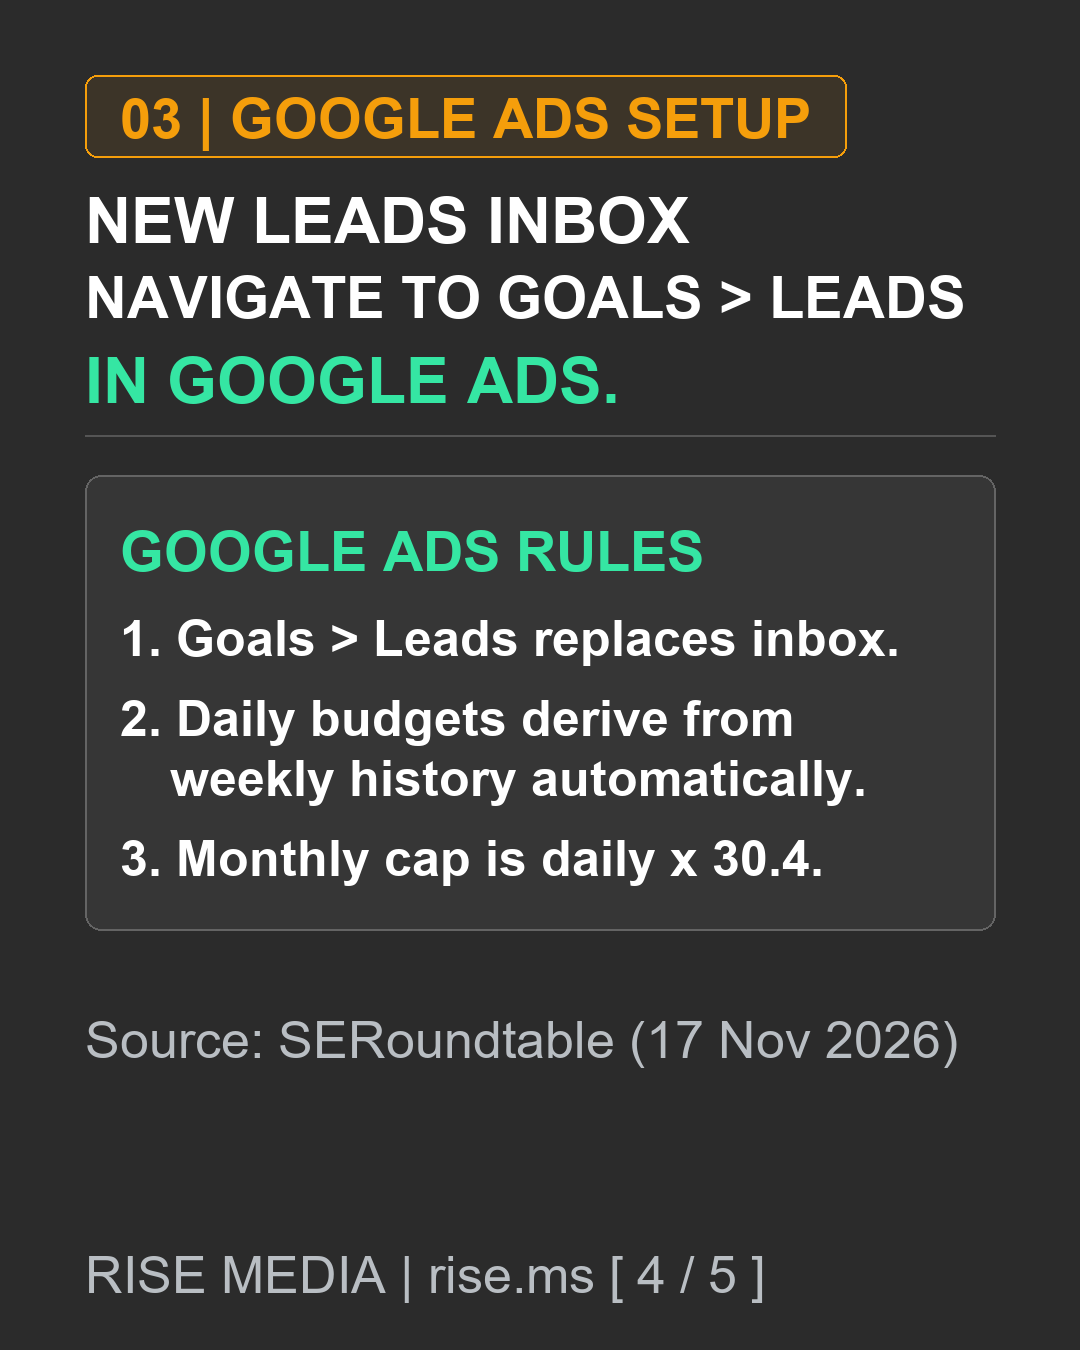 03 | GOOGLE ADS SETUP
NEW LEADS INBOX
NAVIGATE TO GOALS > LEADS
IN GOOGLE ADS.
GOOGLE ADS RULES
1. Goals > Leads replaces inbox.
2. Daily budgets derive from
weekly history automatically.
3. Monthly cap is daily x 30.4.
Source: SERoundtable (17 Nov 2026)
RISE MEDIA | rise.ms [ 4 / 5 ]